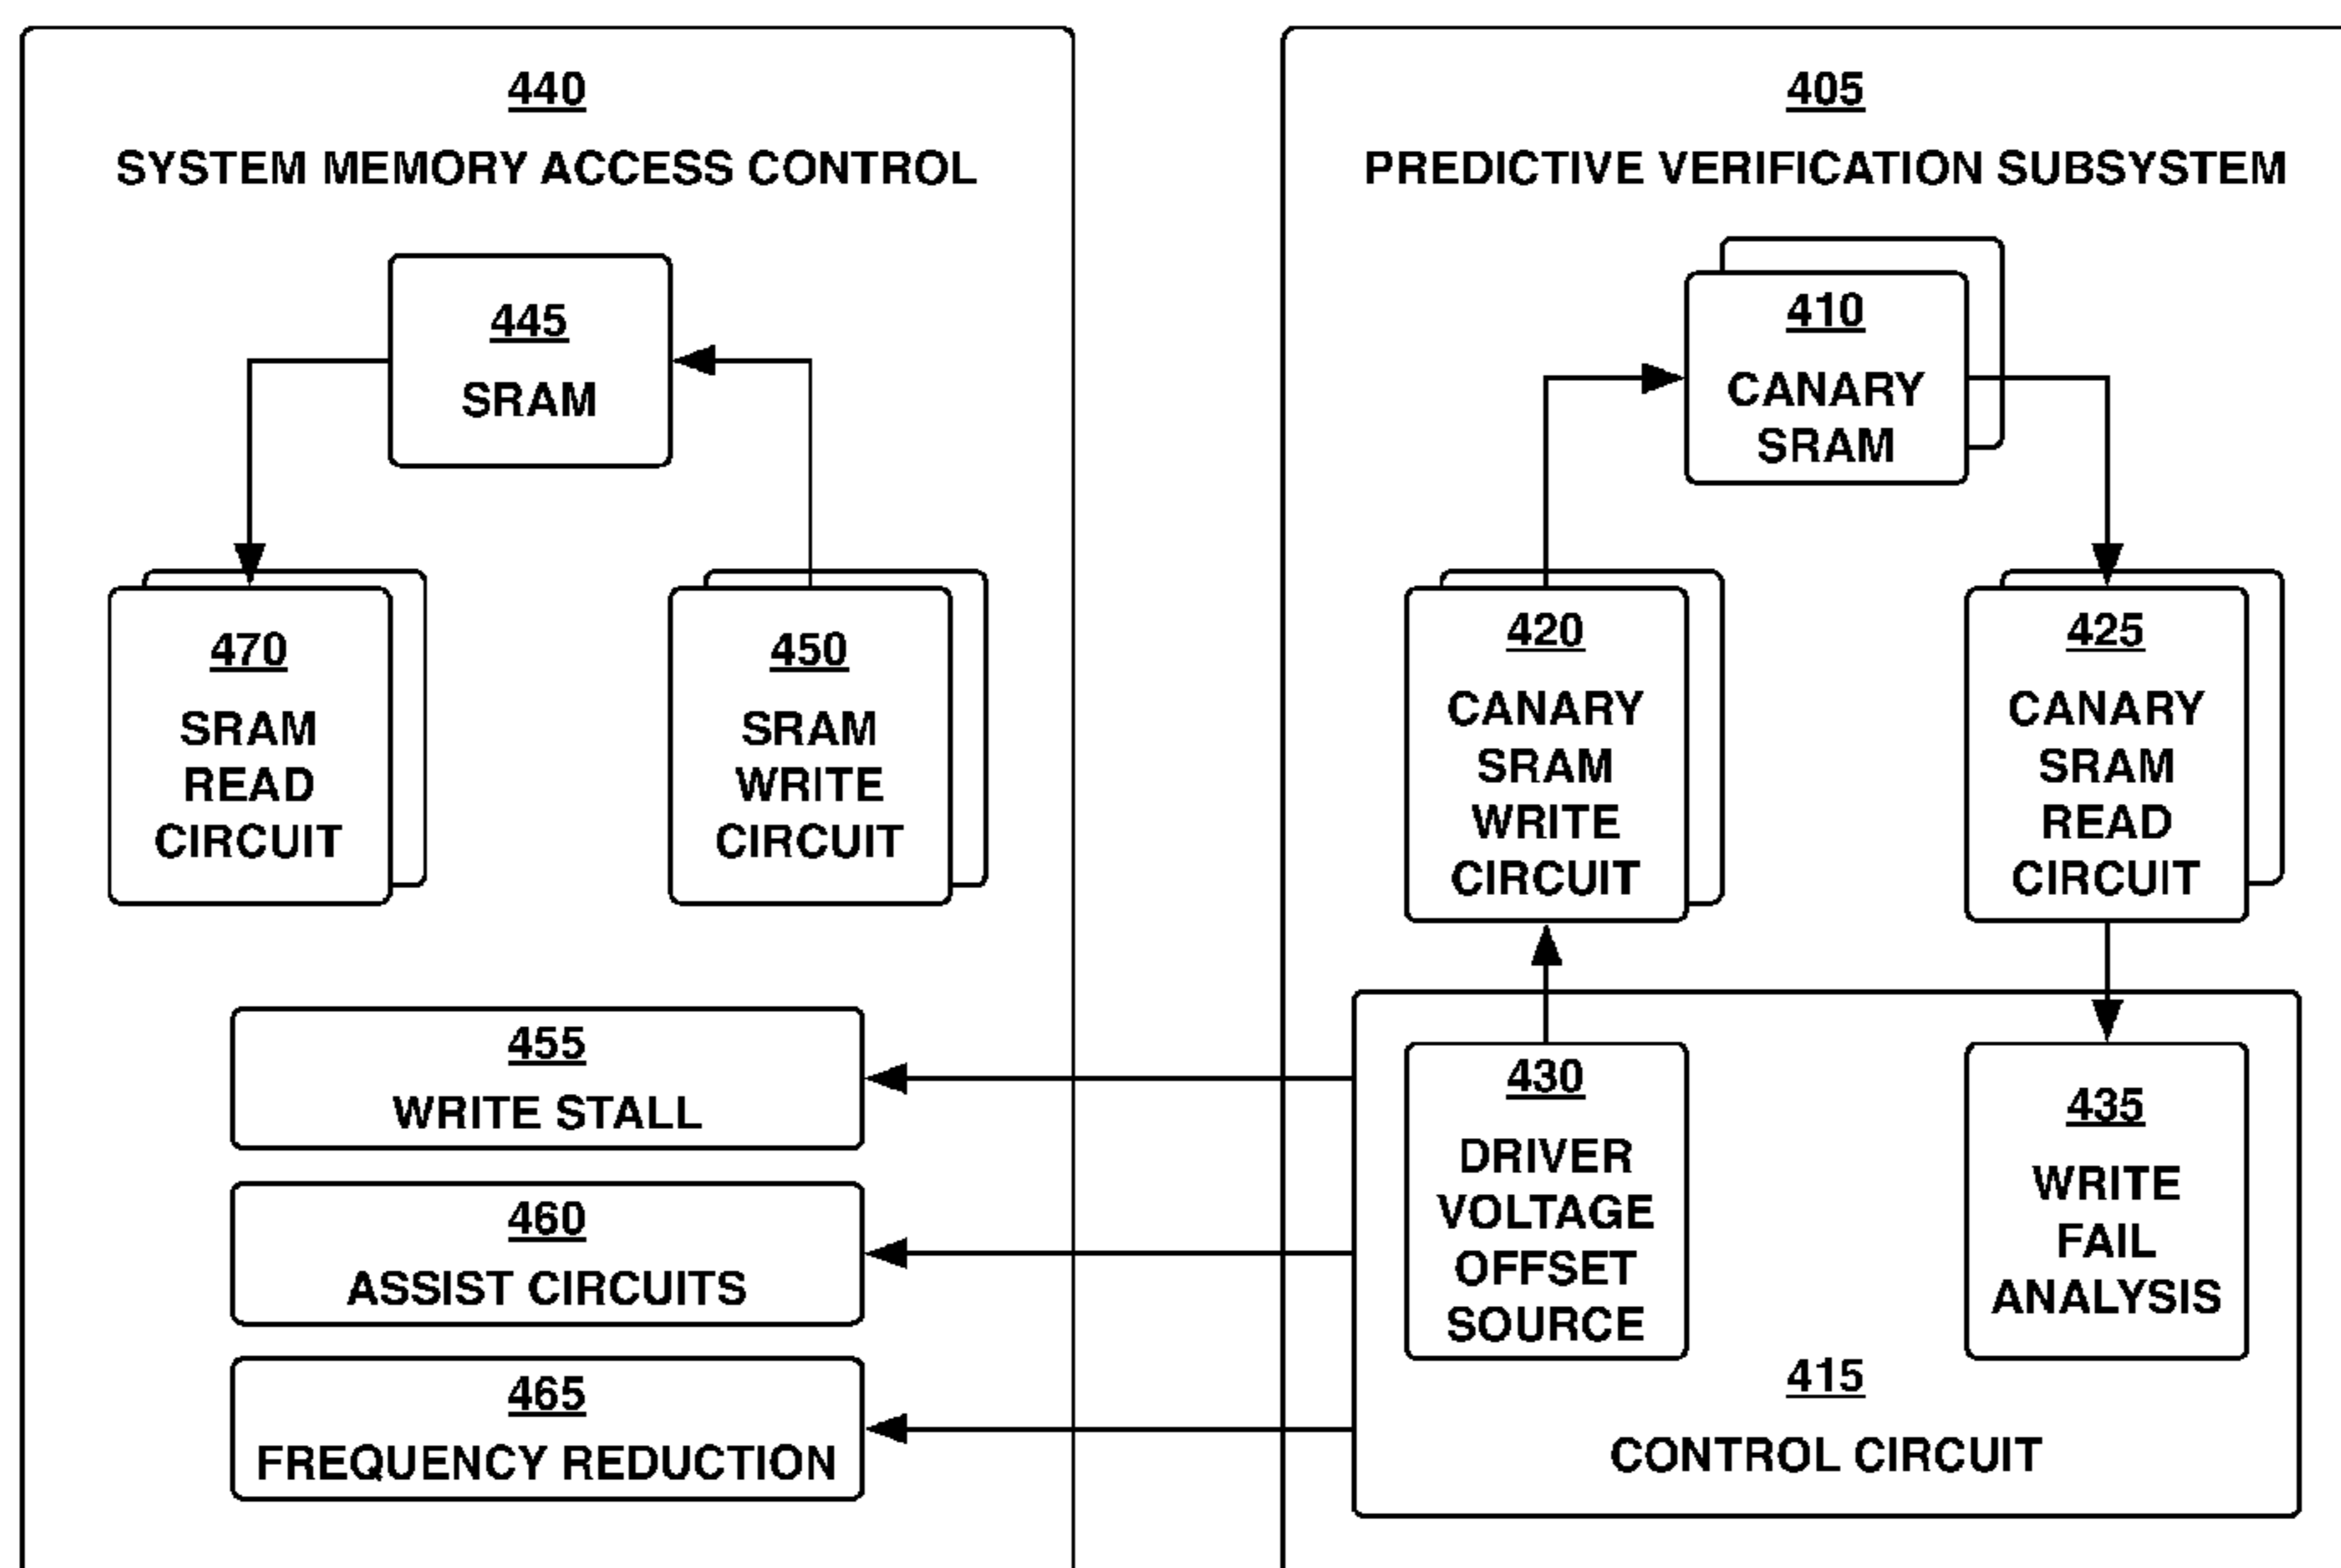 440
SYSTEM MEMORY ACCESS CONTROL
445
SRAM
470
SRAM
READ
CIRCUIT
450
SRAM
WRITE
CIRCUIT
455
WRITE STALL
460
ASSIST CIRCUITS
465
FREQUENCY REDUCTION
405
PREDICTIVE VERIFICATION SUBSYSTEM
410
CANARY
SRAM
420
CANARY
SRAM
WRITE
CIRCUIT
425
CANARY
SRAM
READ
CIRCUIT
430
DRIVER
VOLTAGE
OFFSET
SOURCE
435
WRITE
FAIL
ANALYSIS
415
CONTROL CIRCUIT